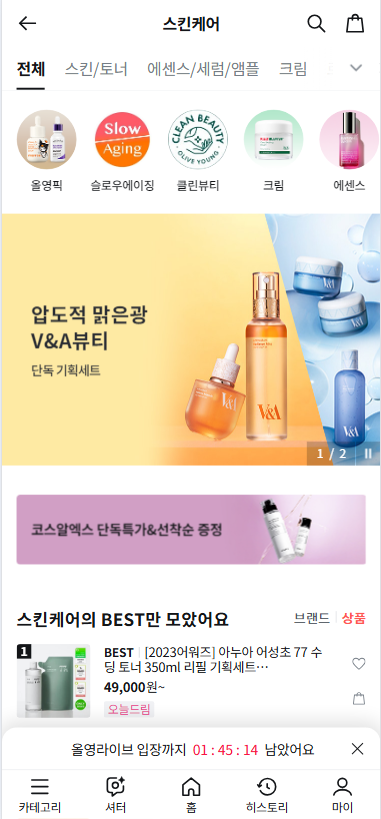 스킨케어
전체 스킨/토너 에센스/세럼/앰플 크림
Slow
Aging
CLEAN BEAUTY
OLIVE YOUNG
올영픽 슬로우에이징 클린뷰티 크림 에센스
압도적 맑은광
V&A뷰티
단독 기획세트
V&A
V&A
V&A
1 / 2
코스알엑스 단독특가&선착순 증정
스킨케어의 BEST만 모았어요 브랜드 상품
1
BEST [2023어워즈] 아누아 어성초 77 수
딩 토너 350ml 리필 기획세트…
49,000원~
오늘드림
올영라이브 입장까지 01 : 45 : 14 남았어요
카테고리 셔터 홈 히스토리 마이